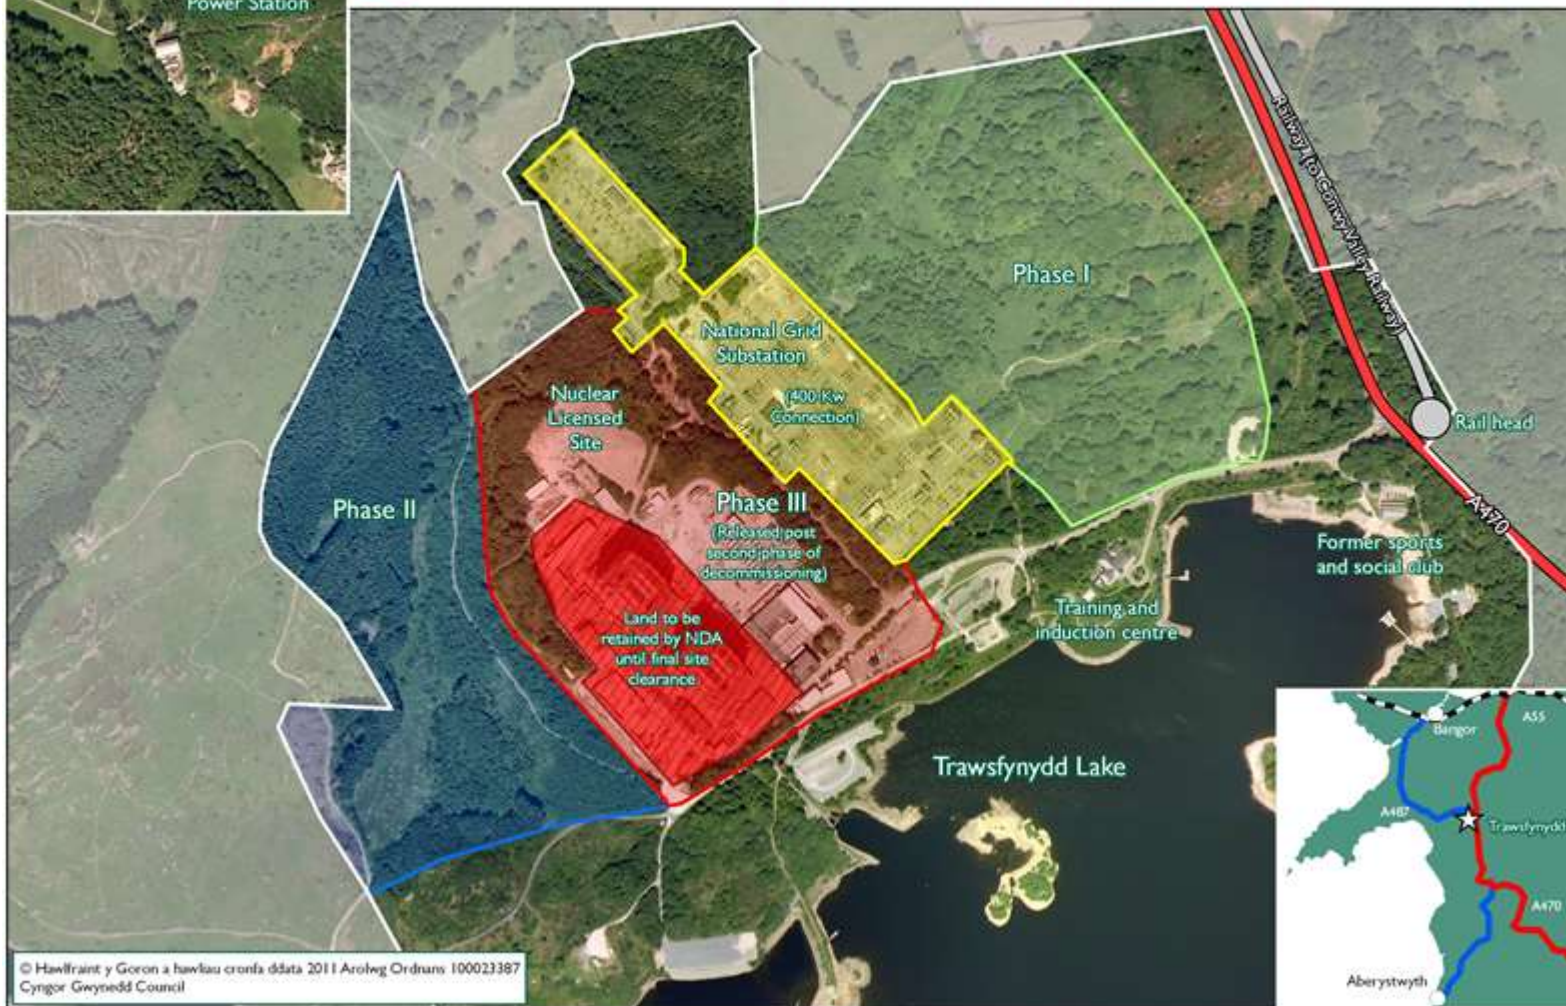 Power Station
Railway (to Conwy Valley Railway)
Phase I
National Grid
Substation
(400 Kw
Connection)
Nuclear
Licensed
Site
Rail head
A470
Phase II
Phase III
(Released post
second phase of
decommissioning)
Former sports
and social club
Land to be
retained by NDA
until final site
clearance
Training and
induction centre
Trawsfynydd Lake
A55
Bangor
A487
Trawsfynydd
A470
Aberystwyth
© Hawlfraint y Goron a hawliau cronfa ddata 2011 Arolwg Ordnans 100023387
Cyngor Gwynedd Council